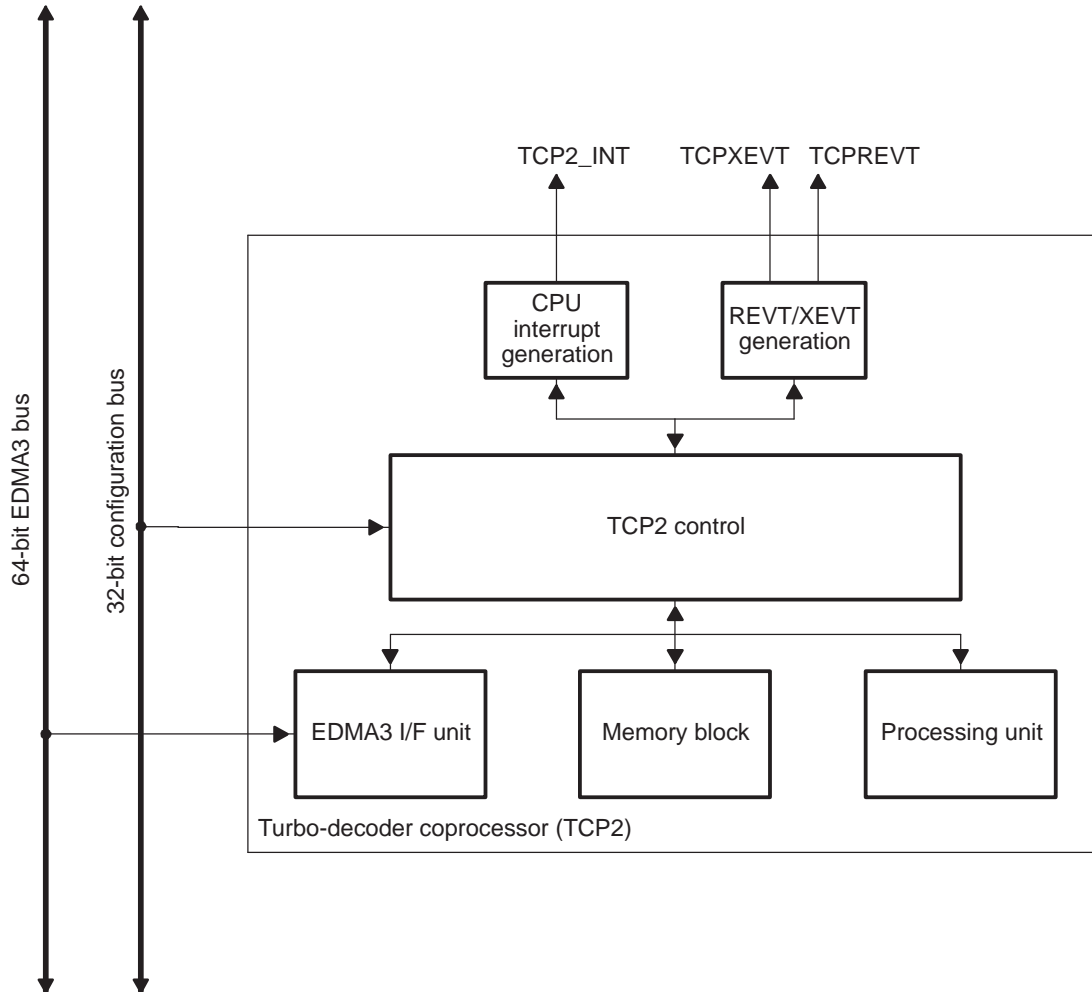 TCP2_INT
TCPXEVT
TCPREVT
CPU
interrupt
generation
REVT/XEVT
generation
64-bit EDMA3 bus
32-bit configuration bus
TCP2 control
EDMA3 I/F unit
Memory block
Processing unit
Turbo-decoder coprocessor (TCP2)